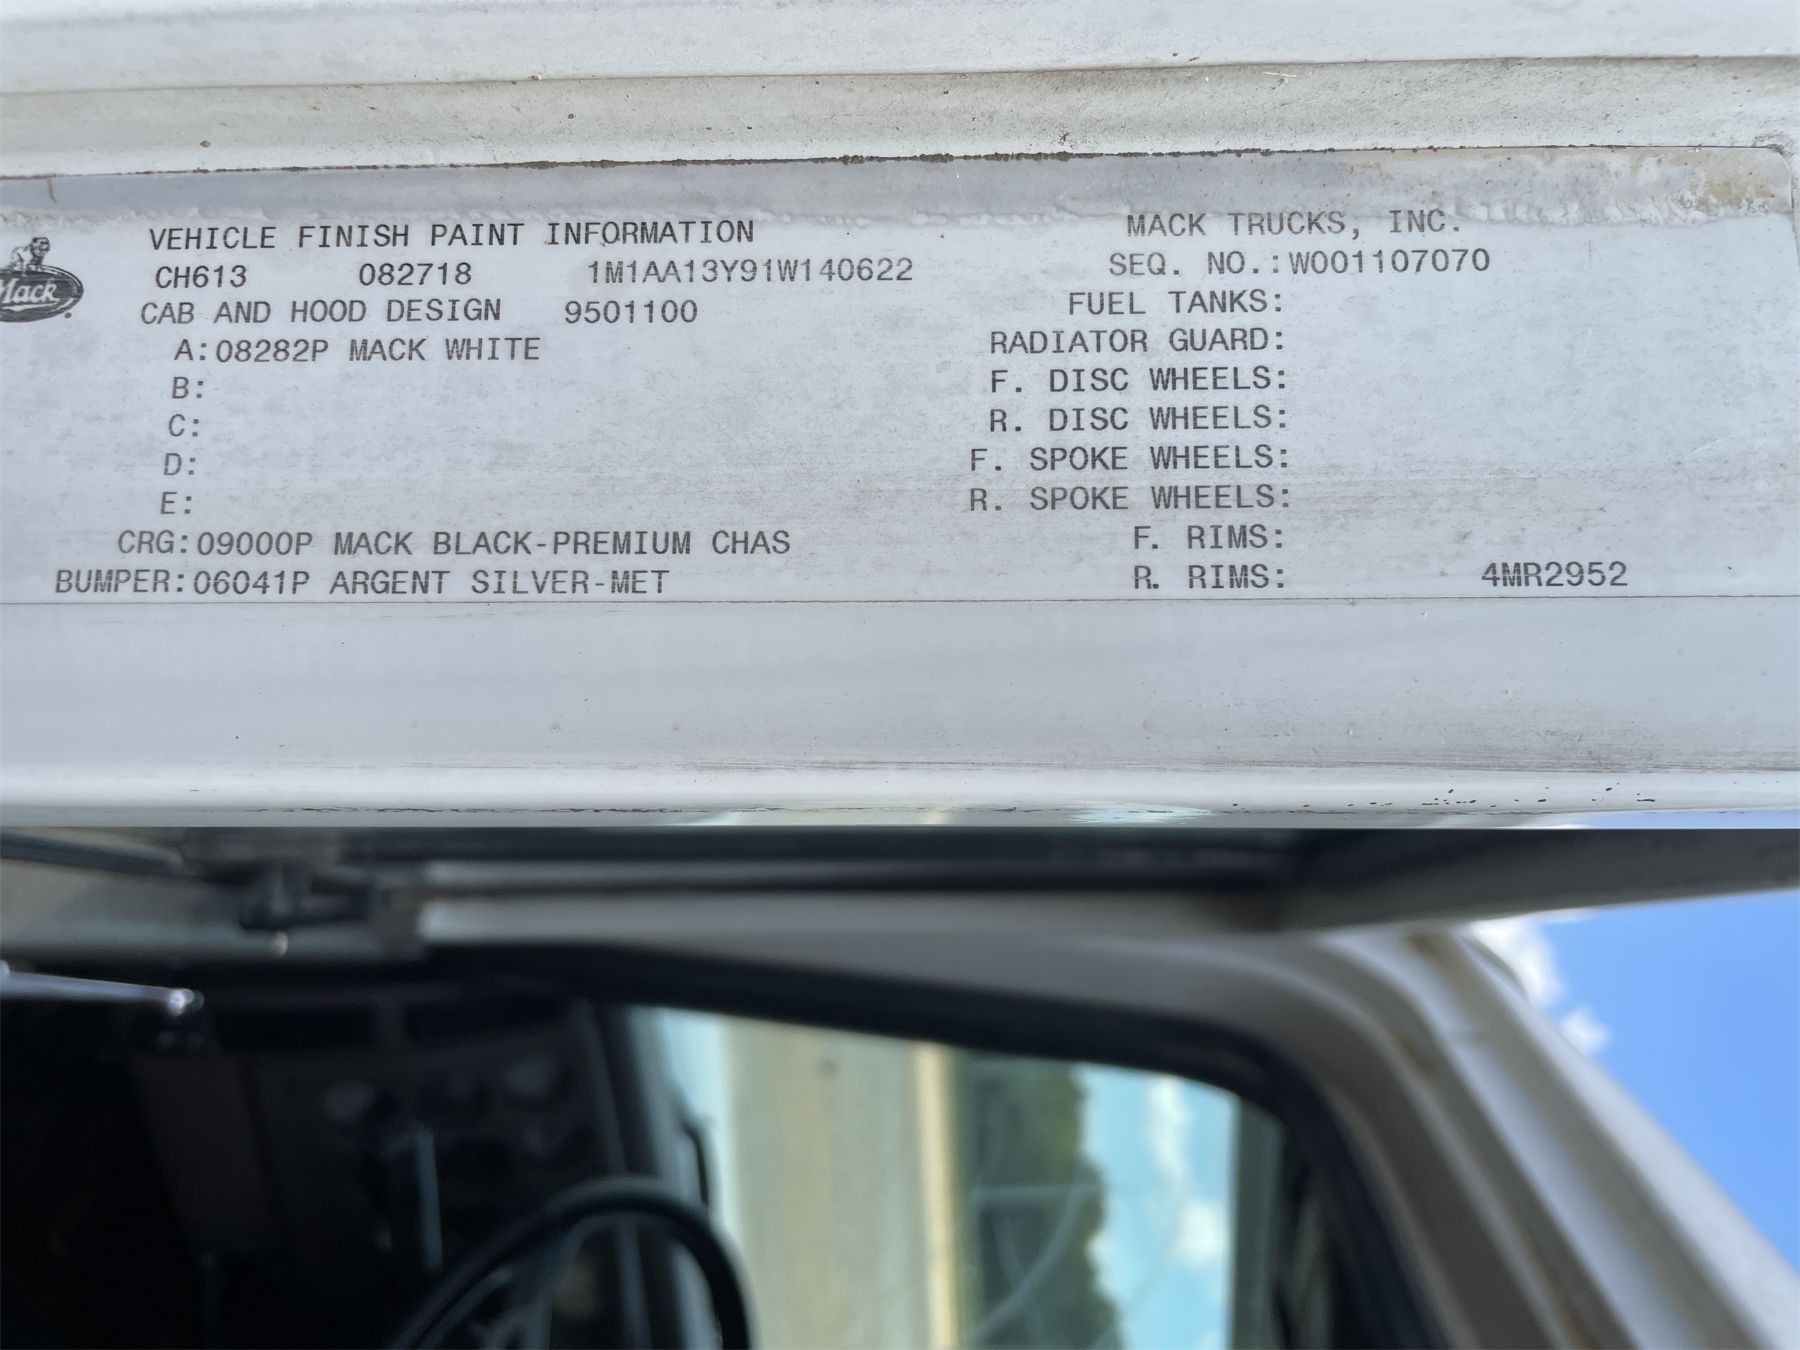 VEHICLE FINISH PAINT INFORMATION
CH613 082718 1M1AA13Y91W140622
CAB AND HOOD DESIGN 9501100
A:08282P MACK WHITE
B:
C:
D:
E:
CRG:09000P MACK BLACK-PREMIUM CHAS
BUMPER:06041P ARGENT SILVER-MET
Mack
MACK TRUCKS, INC.
SEQ. NO.:W001107070
FUEL TANKS:
RADIATOR GUARD:
F. DISC WHEELS:
R. DISC WHEELS:
F. SPOKE WHEELS:
R. SPOKE WHEELS:
F. RIMS:
R. RIMS: 4MR2952